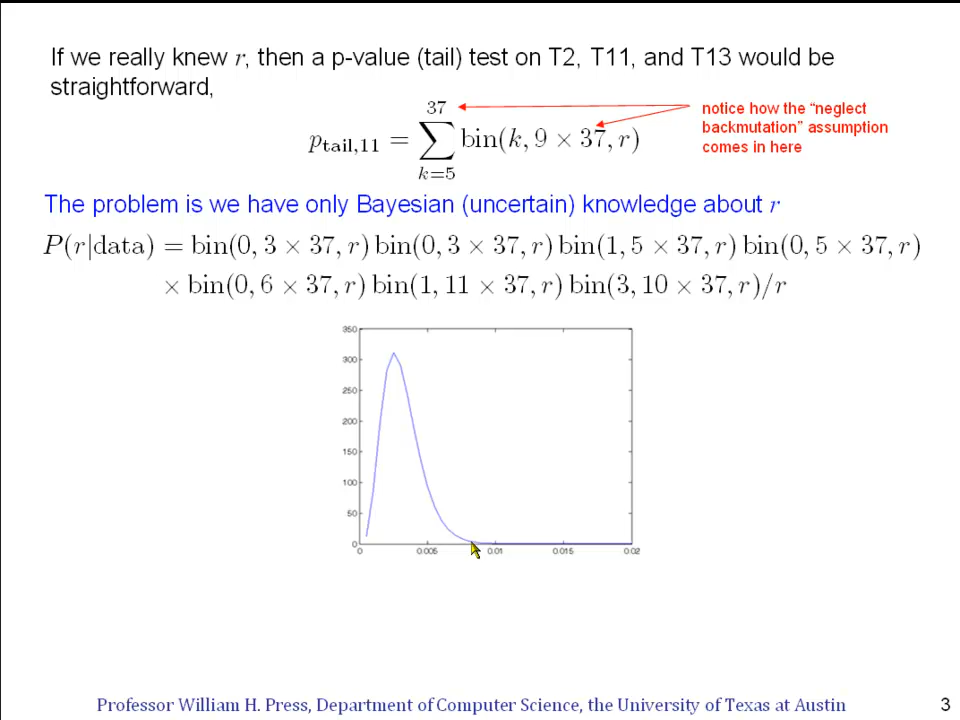 If we really knew r, then a p-value (tail) test on T2, T11, and T13 would be
straightforward,
p_tail,11 = ∑_{k=5}^{37} bin(k, 9 × 37, r)
notice how the “neglect
backmutation” assumption
comes in here
The problem is we have only Bayesian (uncertain) knowledge about r
P(r|data) = bin(0, 3 × 37, r) bin(0, 3 × 37, r) bin(1, 5 × 37, r) bin(0, 5 × 37, r)
× bin(0, 6 × 37, r) bin(1, 11 × 37, r) bin(3, 10 × 37, r)/r
350
300
250
200
150
100
50
0
0 0.005 0.01 0.015 0.02
Professor William H. Press, Department of Computer Science, the University of Texas at Austin
3